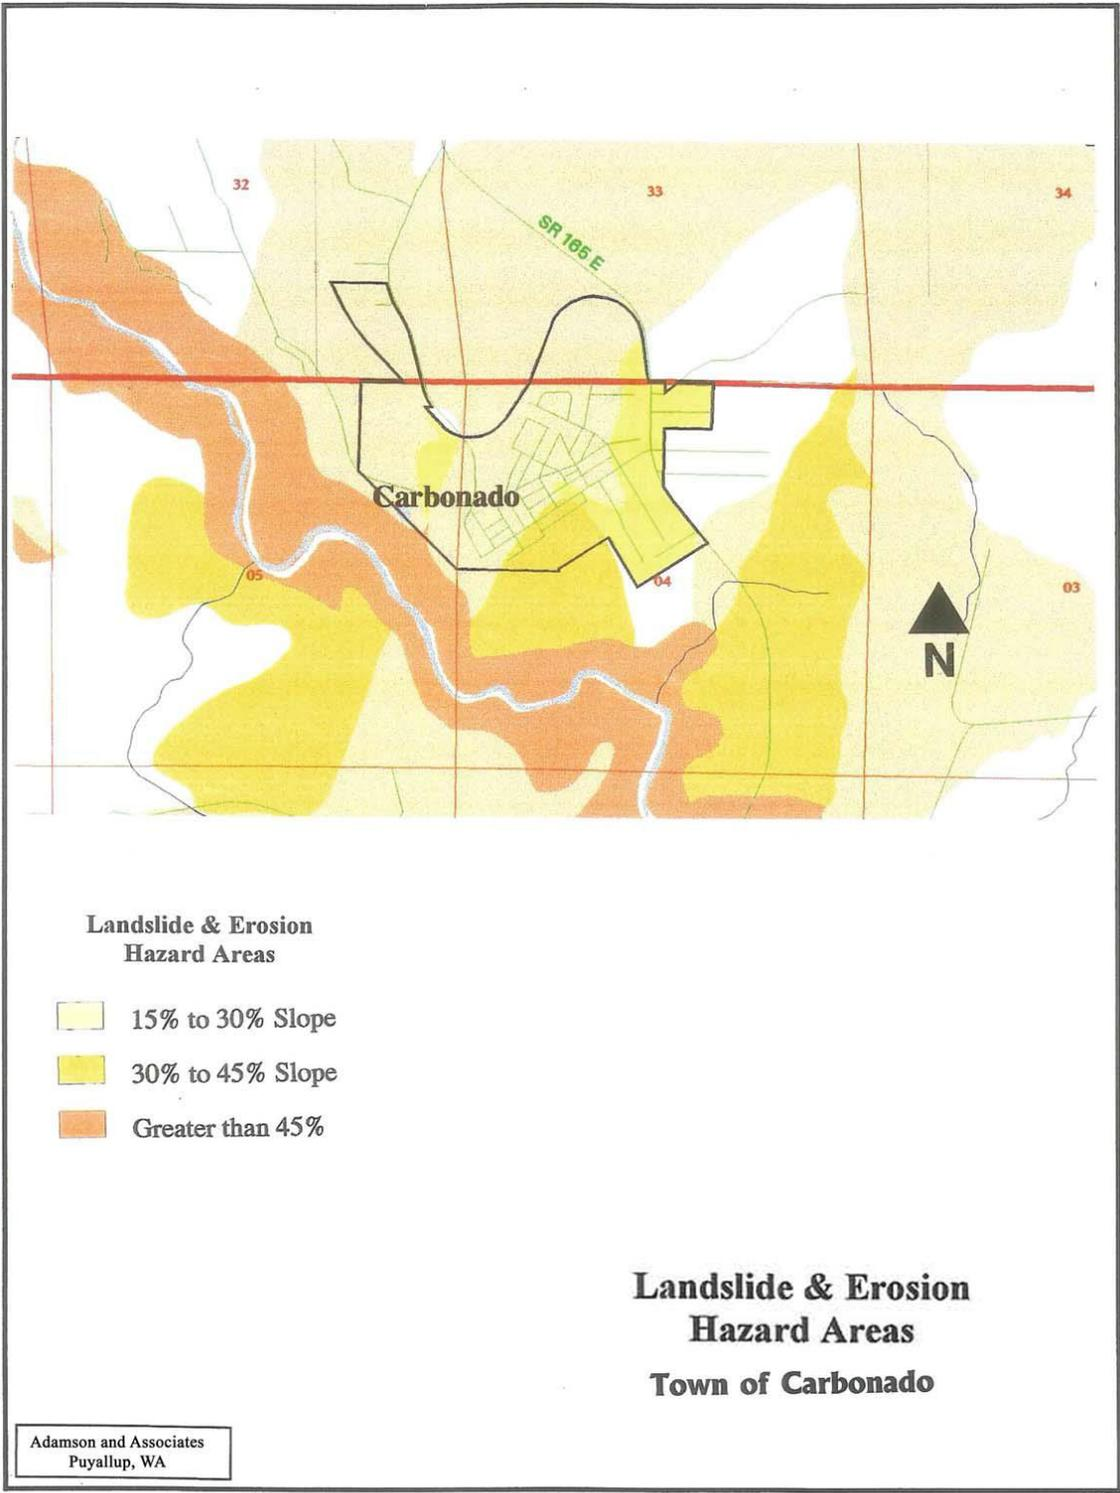 32
33
34
SR 165 E
Carbonado
05
04
03
N
Landslide & Erosion
Hazard Areas
15% to 30% Slope
30% to 45% Slope
Greater than 45%
Landslide & Erosion
Hazard Areas
Town of Carbonado
Adamson and Associates
Puyallup, WA